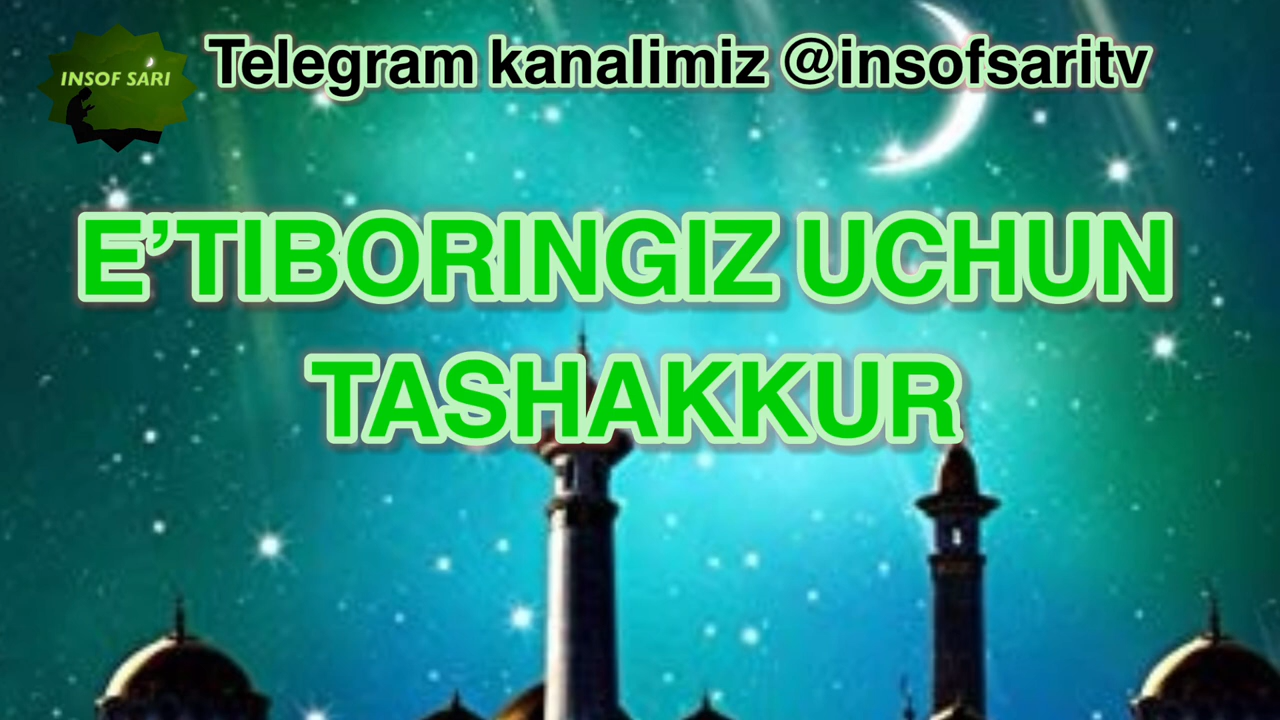 INSOF SARI
Telegram kanalimiz @insofsaritv
E’TIBORINGIZ UCHUN
TASHAKKUR